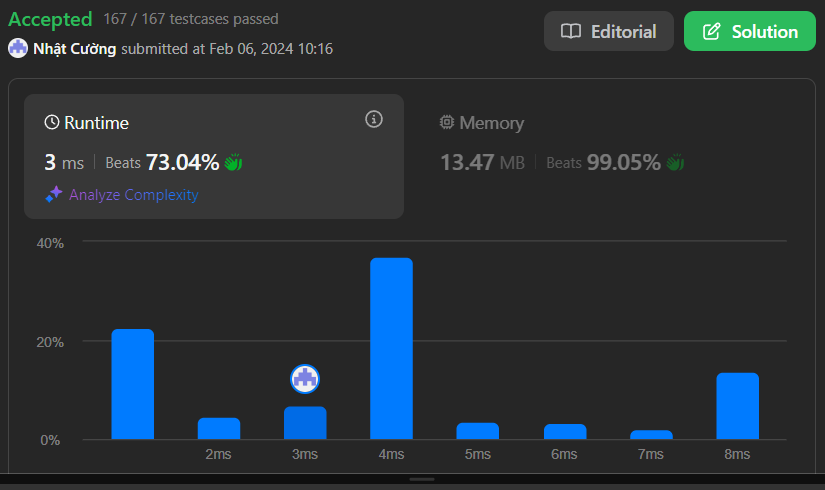 Accepted 167 / 167 testcases passed
Nhật Cường submitted at Feb 06, 2024 10:16
Editorial
Solution
Runtime
3 ms Beats 73.04%
Analyze Complexity
Memory
13.47 MB Beats 99.05%
40%
20%
0%
2ms 3ms 4ms 5ms 6ms 7ms 8ms